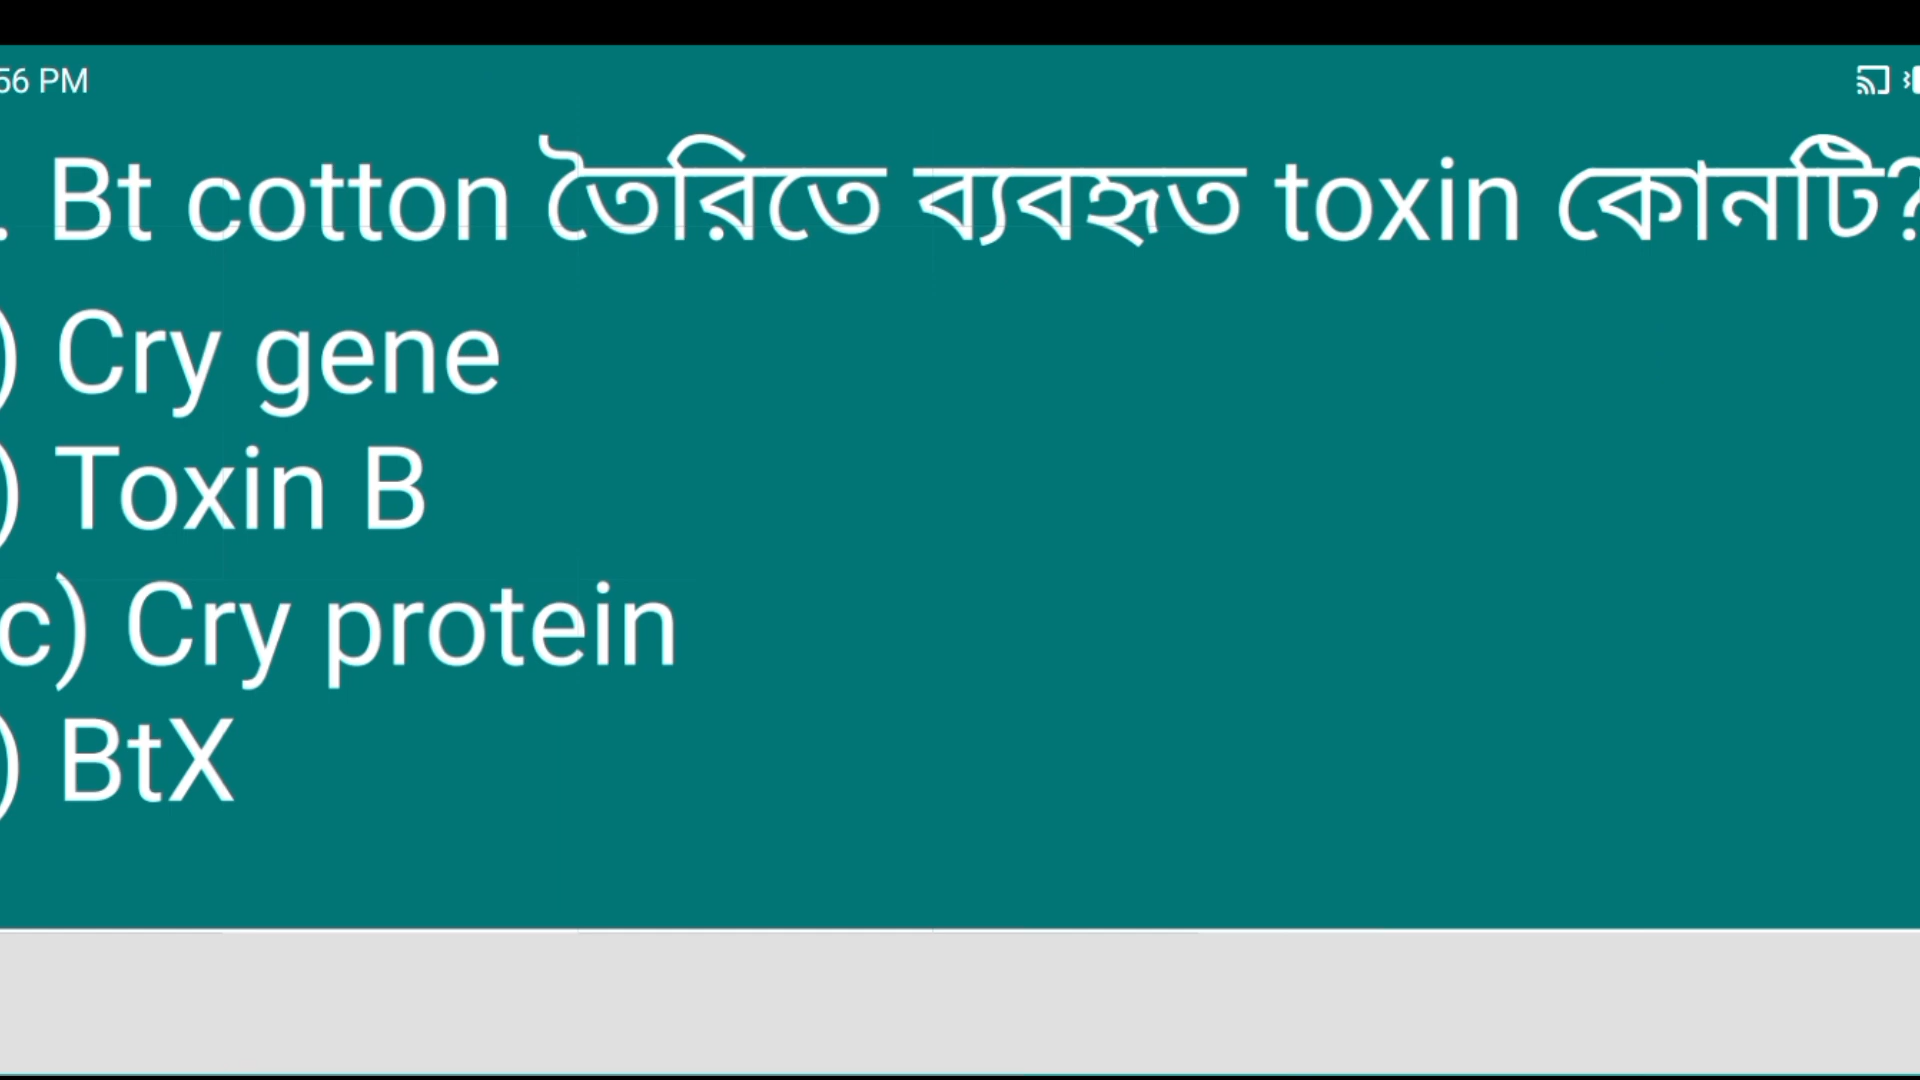 56 PM
. Bt cotton তৈরিতে ব্যবহৃত toxin কোনটি?
) Cry gene
) Toxin B
c) Cry protein
) BtX